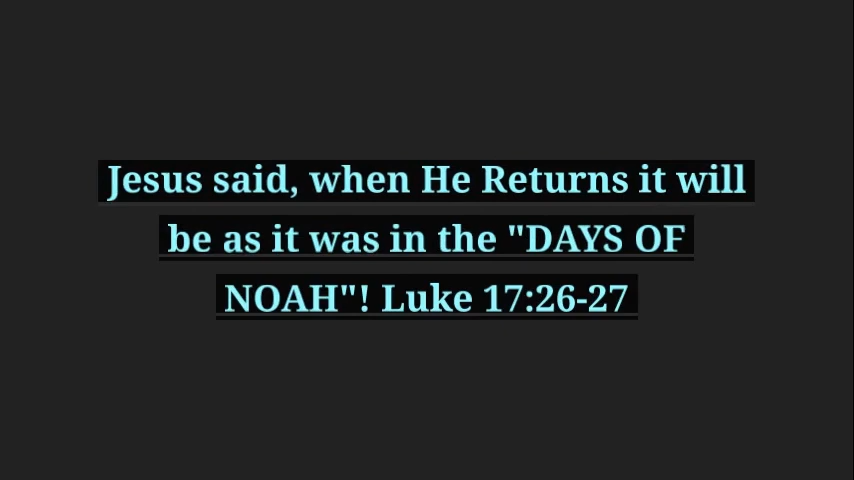 Jesus said, when He Returns it will
be as it was in the "DAYS OF
NOAH"! Luke 17:26-27